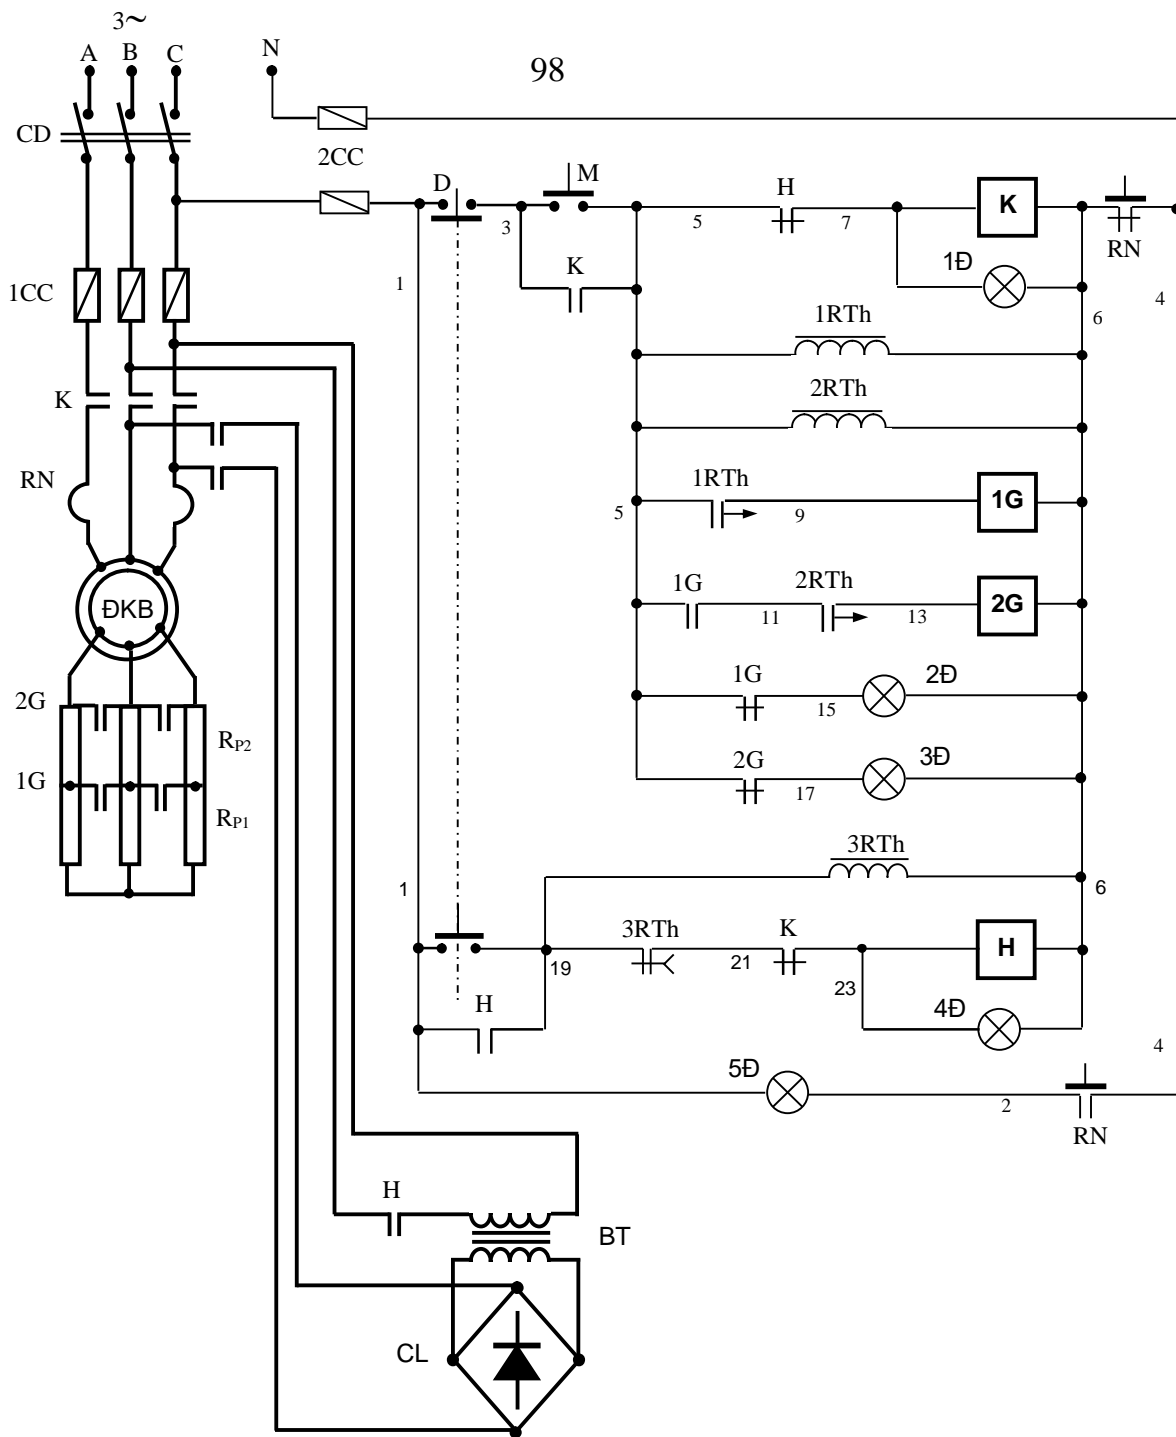 3~
A B C N
98
CD
2CC
D M H K
3 5 7
RN
1 K 1Đ
1CC
6 4
1RTh
K
2RTh
RN
1RTh 1G
5 9
1G 2RTh 2G
11 13
ĐKB
1G 2Đ
15
2G
RP2
2G 3Đ
17
1G
RP1
3RTh
1 6
3RTh K H
19 21
23
H 4Đ
4
5Đ
2
RN
H
BT
CL